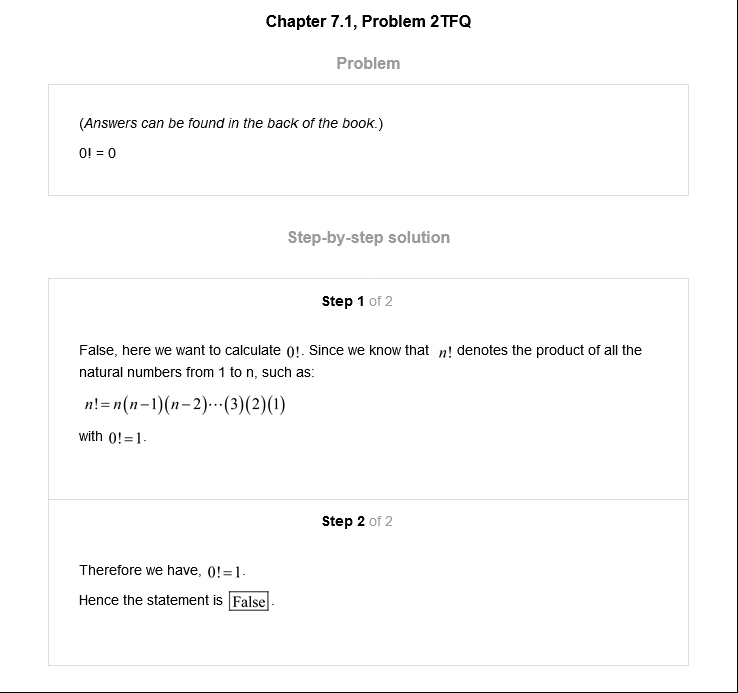 Chapter 7.1, Problem 2TFQ
Problem
(Answers can be found in the back of the book.)
0! = 0
Step-by-step solution
Step 1 of 2
False, here we want to calculate 0!. Since we know that n! denotes the product of all the
natural numbers from 1 to n, such as:
n!=n(n−1)(n−2)⋯(3)(2)(1)
with 0!=1.
Step 2 of 2
Therefore we have, 0!=1.
Hence the statement is False.